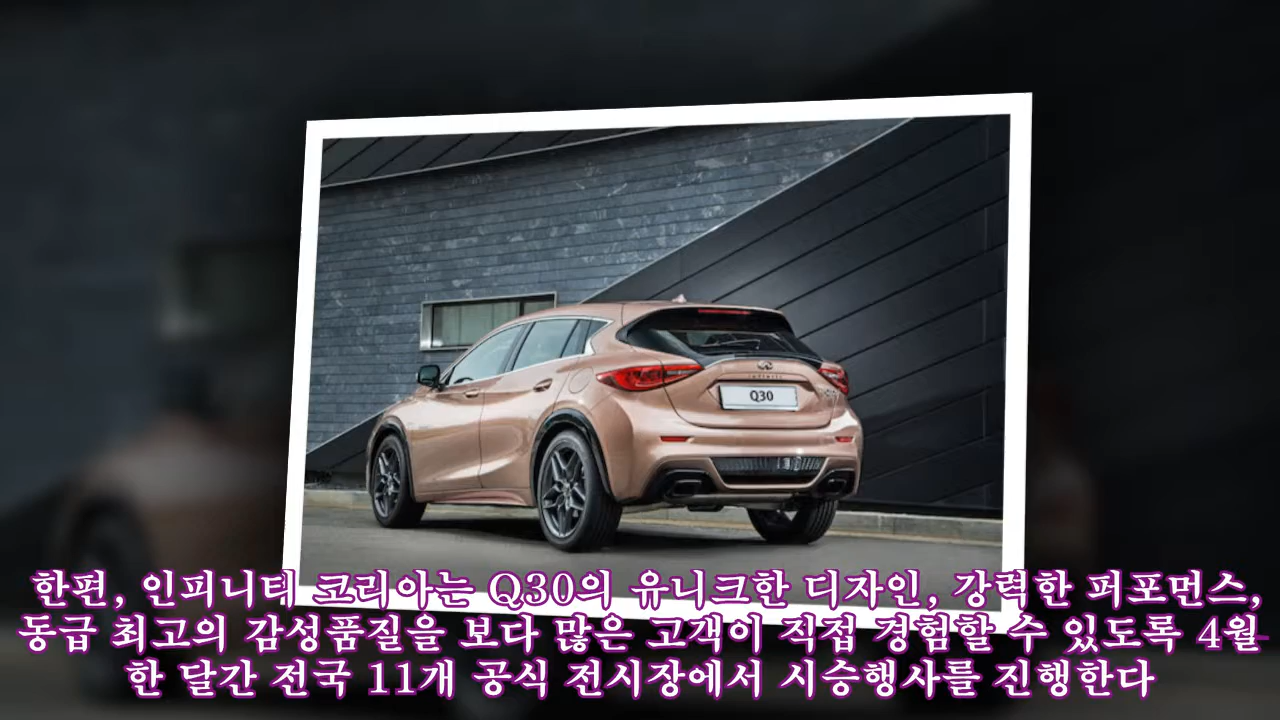 infiniti
Q30
한편, 인피니티 코리아는 Q30의 유니크한 디자인, 강력한 퍼포먼스,
동급 최고의 감성품질을 보다 많은 고객이 직접 경험할 수 있도록 4월
한 달간 전국 11개 공식 전시장에서 시승행사를 진행한다